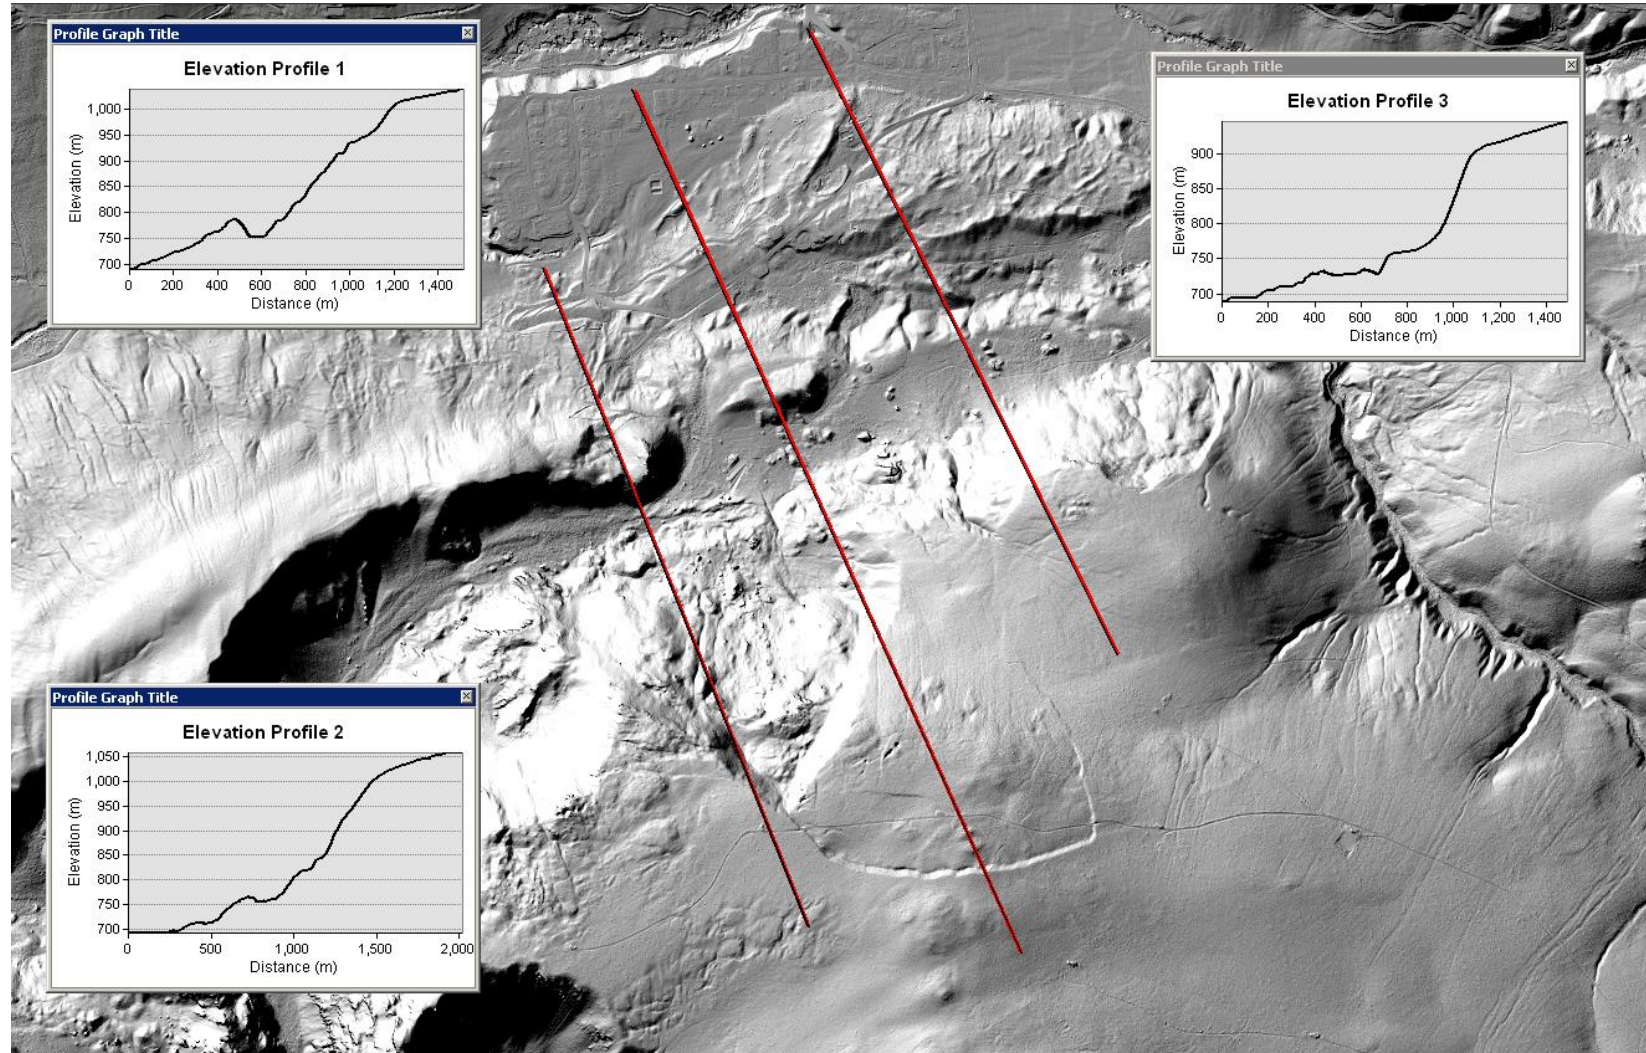 Profile Graph Title
Elevation Profile 1
Elevation (m)
1,000
950
900
850
800
750
700
0 200 400 600 800 1,000 1,200 1,400
Distance (m)
Profile Graph Title
Elevation Profile 3
Elevation (m)
900
850
800
750
700
0 200 400 600 800 1,000 1,200 1,400
Distance (m)
Profile Graph Title
Elevation Profile 2
Elevation (m)
1,050
1,000
950
900
850
800
750
700
0 500 1,000 1,500 2,000
Distance (m)